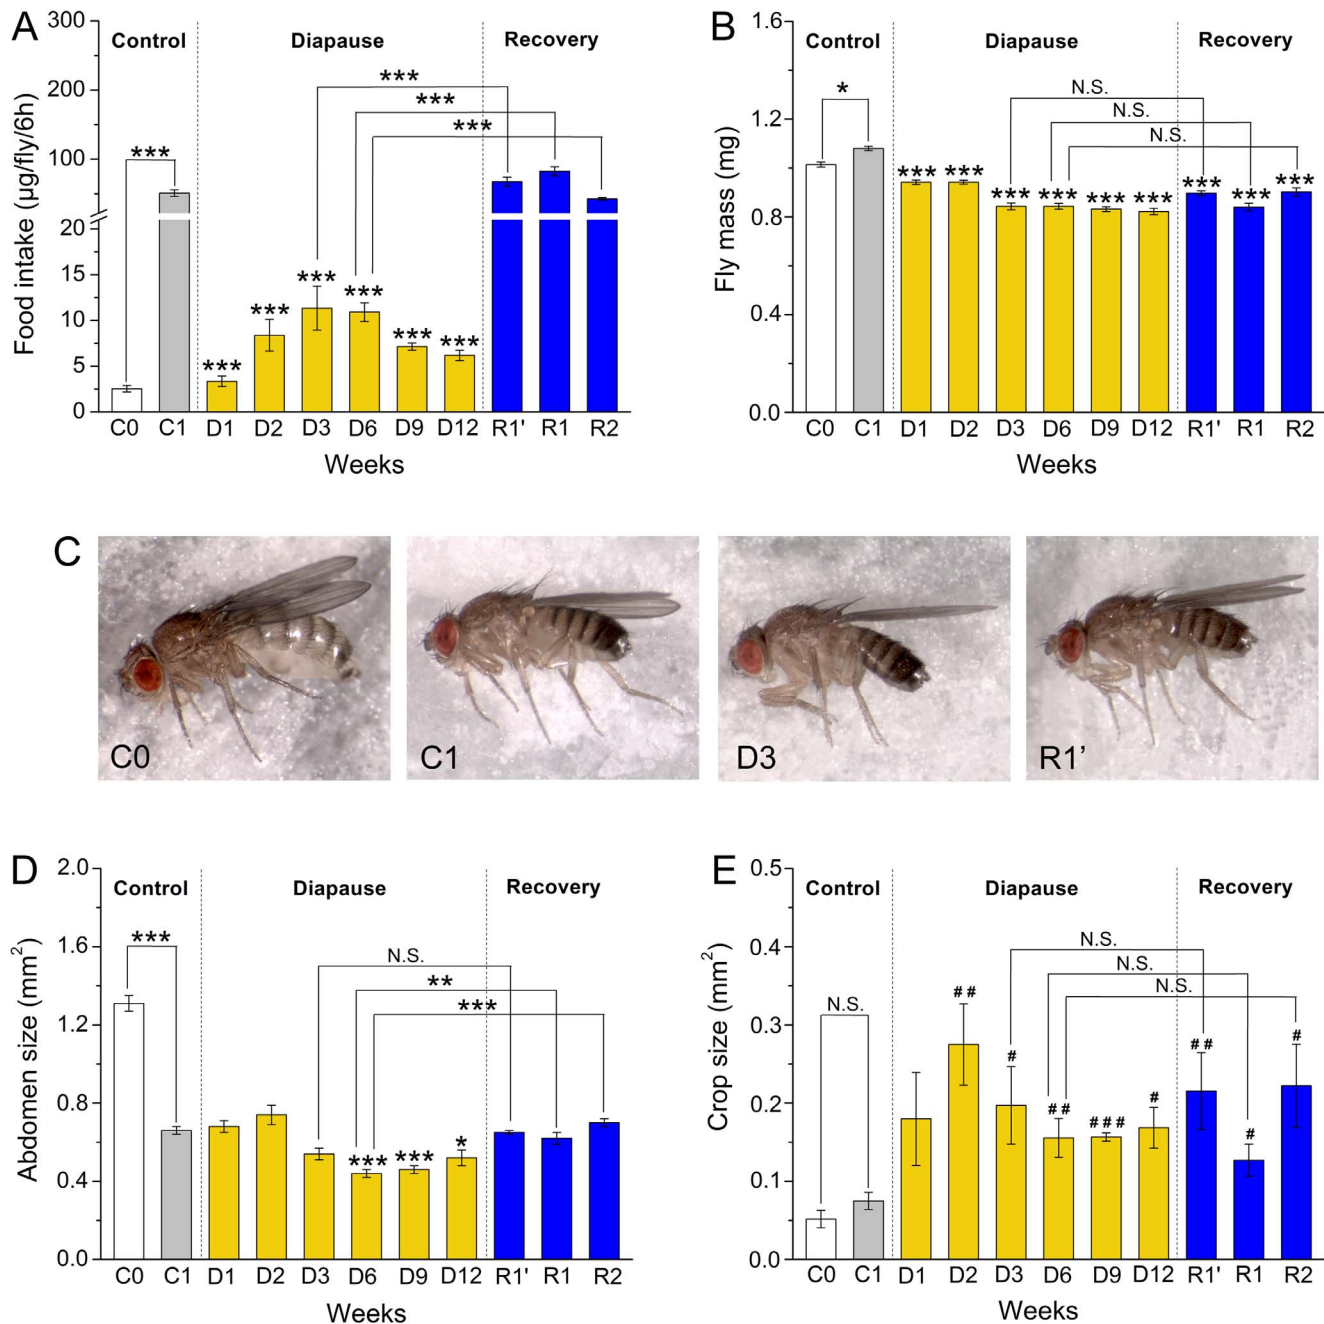 A
Control
Diapause
Recovery
300
200
100
20
15
10
5
0
Food intake (µg/fly/6h)
***
***
***
***
***
***
***
***
***
***
C0 C1 D1 D2 D3 D6 D9 D12 R1' R1 R2
Weeks
B
Control
Diapause
Recovery
1.6
1.2
0.8
0.4
0.0
Fly mass (mg)
*
N.S.
N.S.
N.S.
*** *** *** *** *** *** *** *** ***
C0 C1 D1 D2 D3 D6 D9 D12 R1' R1 R2
Weeks
C
C0
C1
D3
R1’
D
Control
Diapause
Recovery
2.0
1.6
1.2
0.8
0.4
0.0
Abdomen size (mm²)
***
N.S.
**
***
*** *** *
C0 C1 D1 D2 D3 D6 D9 D12 R1' R1 R2
Weeks
E
Control
Diapause
Recovery
0.5
0.4
0.3
0.2
0.1
0.0
Crop size (mm²)
N.S.
N.S.
N.S.
N.S.
##
#
##
###
#
##
#
#
C0 C1 D1 D2 D3 D6 D9 D12 R1' R1 R2
Weeks